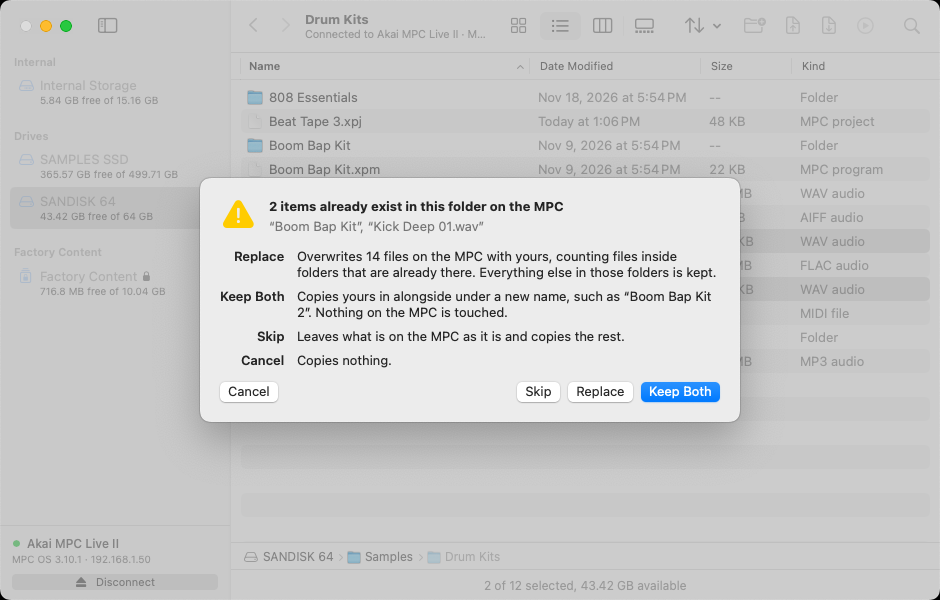 Drum Kits
Connected to Akai MPC Live II · M...
Internal
Internal Storage
5.84 GB free of 15.16 GB
Drives
SAMPLES SSD
365.57 GB free of 499.71 GB
SANDISK 64
43.42 GB free of 64 GB
Factory Content
Factory Content
716.8 MB free of 10.04 GB
Akai MPC Live II
MPC OS 3.10.1 · 192.168.1.50
Disconnect
Name Date Modified Size Kind
808 Essentials Nov 18, 2026 at 5:54 PM -- Folder
Beat Tape 3.xpj Today at 1:06 PM 48 KB MPC project
Boom Bap Kit Nov 9, 2026 at 5:54 PM -- Folder
Boom Bap Kit.xpm Nov 9, 2026 at 5:54 PM 22 KB MPC program
MB WAV audio
B AIFF audio
KB WAV audio
MB FLAC audio
KB WAV audio
MIDI file
Folder
MB MP3 audio
2 items already exist in this folder on the MPC
“Boom Bap Kit”, “Kick Deep 01.wav”
Replace Overwrites 14 files on the MPC with yours, counting files inside
folders that are already there. Everything else in those folders is kept.
Keep Both Copies yours in alongside under a new name, such as “Boom Bap Kit
2”. Nothing on the MPC is touched.
Skip Leaves what is on the MPC as it is and copies the rest.
Cancel Copies nothing.
Cancel Skip Replace Keep Both
SANDISK 64 › Samples › Drum Kits
2 of 12 selected, 43.42 GB available